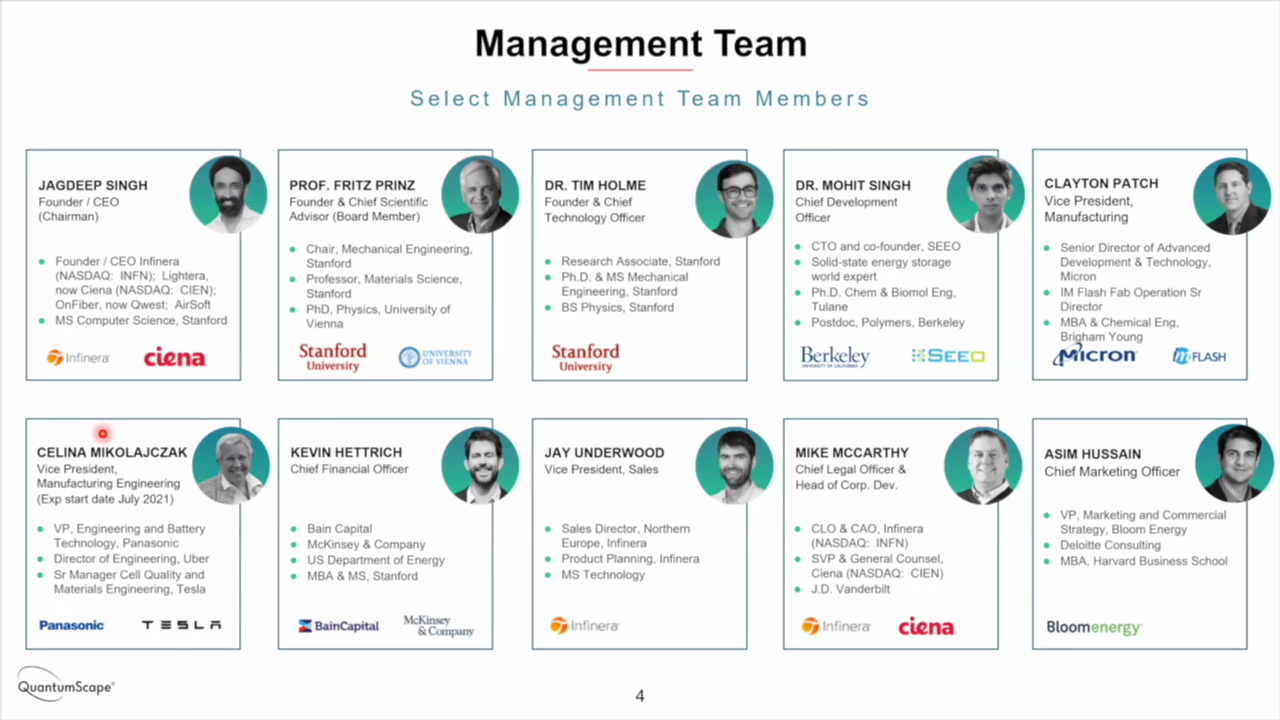 Management Team
Select Management Team Members
JAGDEEP SINGH
Founder / CEO
(Chairman)
Founder / CEO Infinera
(NASDAQ: INFN); Lightera,
now Ciena (NASDAQ: CIEN);
OnFiber, now Qwest; AirSoft
MS Computer Science, Stanford
Infinera
ciena
PROF. FRITZ PRINZ
Founder & Chief Scientific
Advisor (Board Member)
Chair, Mechanical Engineering,
Stanford
Professor, Materials Science,
Stanford
PhD, Physics, University of
Vienna
Stanford
University
UNIVERSITY
OF VIENNA
DR. TIM HOLME
Founder & Chief
Technology Officer
Research Associate, Stanford
Ph.D. & MS Mechanical
Engineering, Stanford
BS Physics, Stanford
Stanford
University
DR. MOHIT SINGH
Chief Development
Officer
CTO and co-founder, SEEO
Solid-state energy storage
world expert
Ph.D. Chem & Biomol Eng,
Tulane
Postdoc, Polymers, Berkeley
Berkeley
UNIVERSITY OF CALIFORNIA
SEEO
CLAYTON PATCH
Vice President,
Manufacturing
Senior Director of Advanced
Development & Technology,
Micron
IM Flash Fab Operation Sr
Director
MBA & Chemical Eng,
Brigham Young
Micron
FLASH
CELINA MIKOLAJCZAK
Vice President,
Manufacturing Engineering
(Exp start date July 2021)
VP, Engineering and Battery
Technology, Panasonic
Director of Engineering, Uber
Sr Manager Cell Quality and
Materials Engineering, Tesla
Panasonic
TESLA
KEVIN HETTRICH
Chief Financial Officer
Bain Capital
McKinsey & Company
US Department of Energy
MBA & MS, Stanford
BainCapital
McKinsey
& Company
JAY UNDERWOOD
Vice President, Sales
Sales Director, Northern
Europe, Infinera
Product Planning, Infinera
MS Technology
Infinera
MIKE MCCARTHY
Chief Legal Officer &
Head of Corp. Dev.
CLO & CAO, Infinera
(NASDAQ: INFN)
SVP & General Counsel,
Ciena (NASDAQ: CIEN)
J.D. Vanderbilt
Infinera
ciena
ASIM HUSSAIN
Chief Marketing Officer
VP, Marketing and Commercial
Strategy, Bloom Energy
Deloitte Consulting
MBA, Harvard Business School
Bloomenergy
QuantumScape
4